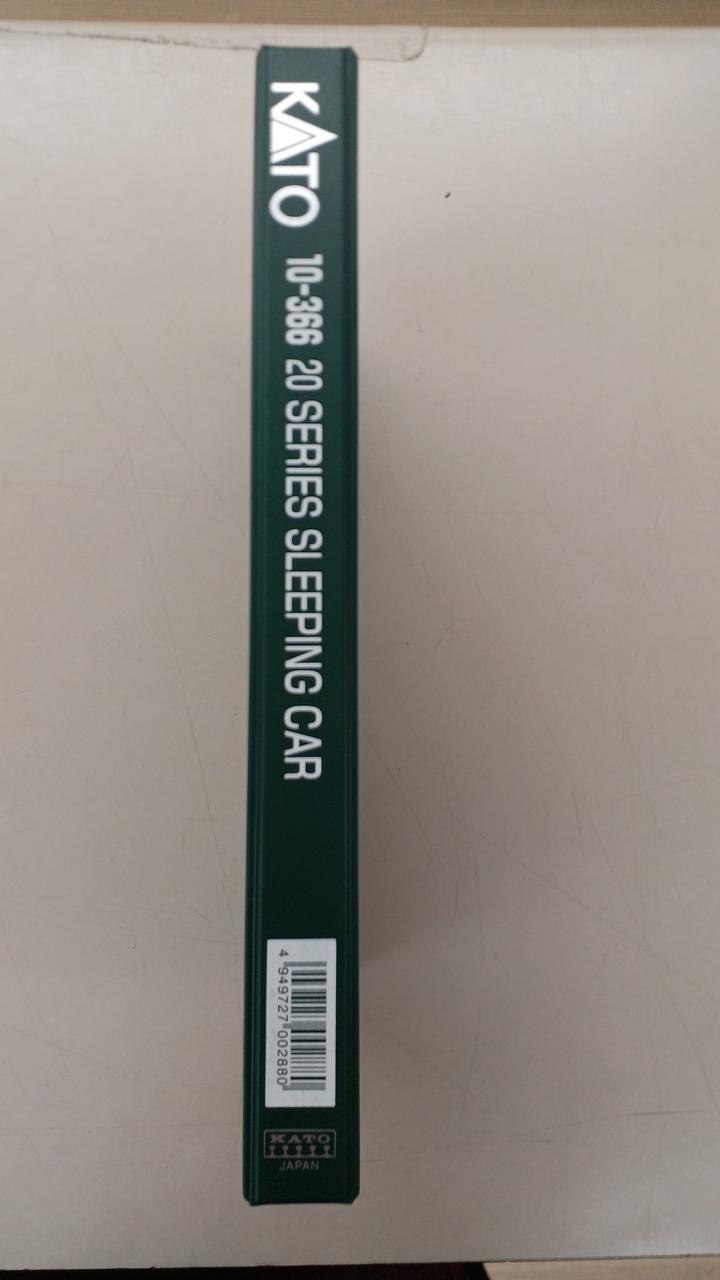 KATO 10-366 20 SERIES SLEEPING CAR
4 949727 002880
KATO
JAPAN